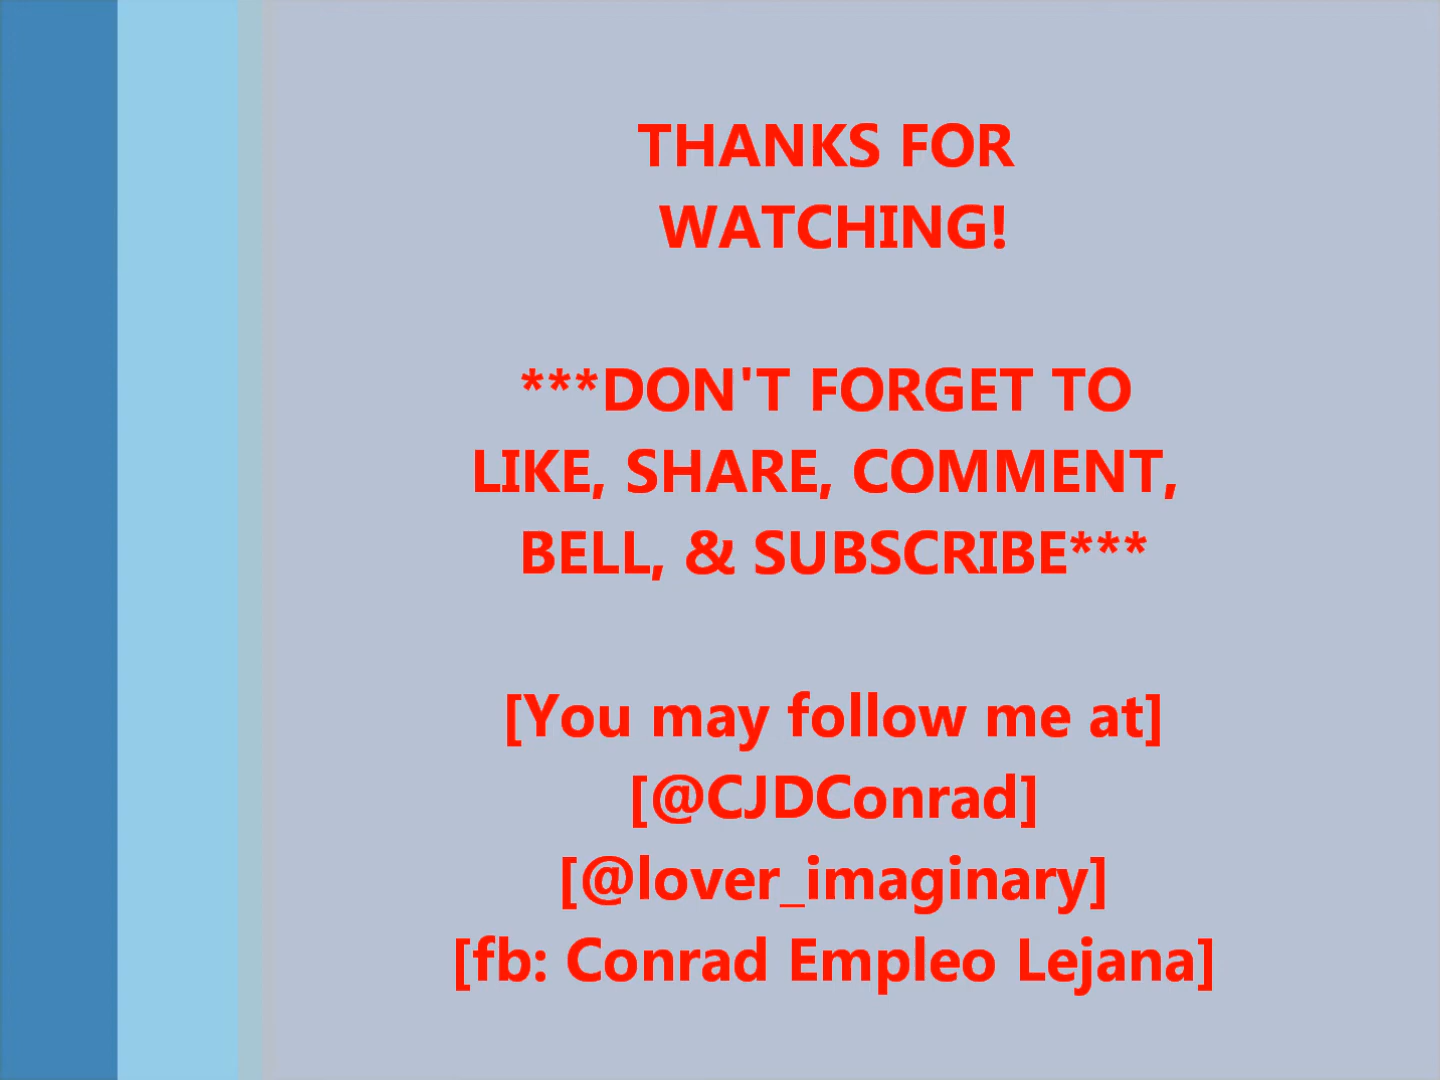 THANKS FOR
WATCHING!
***DON'T FORGET TO
LIKE, SHARE, COMMENT,
BELL, & SUBSCRIBE***
[You may follow me at]
[@CJDConrad]
[@lover_imaginary]
[fb: Conrad Empleo Lejana]